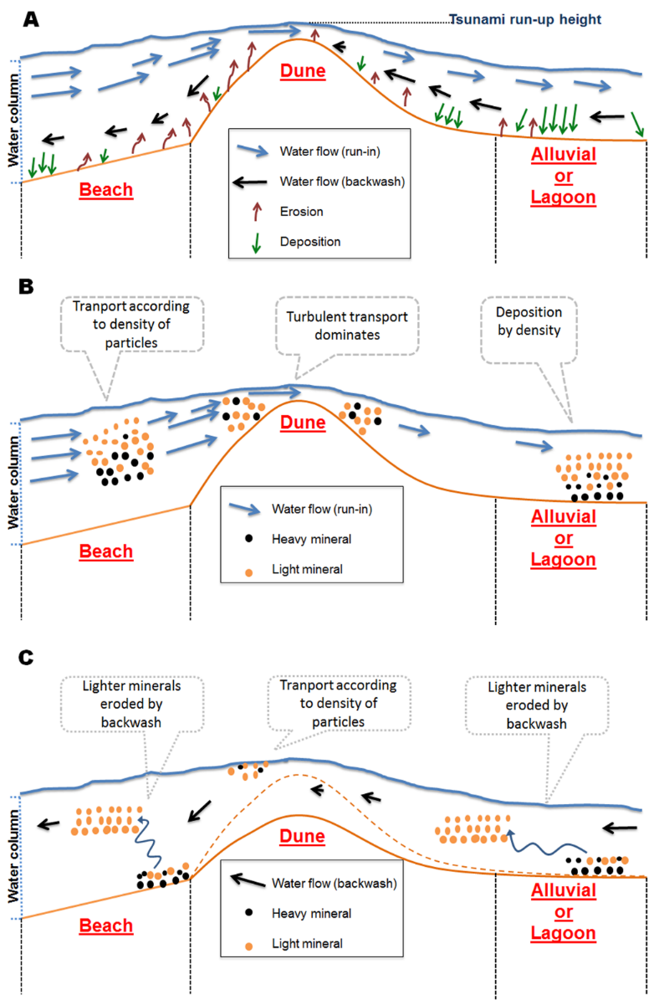 A
Tsunami run-up height
Water column
Dune
Beach
Alluvial
or
Lagoon
Water flow (run-in)
Water flow (backwash)
Erosion
Deposition
B
Tranport according
to density of
particles
Turbulent transport
dominates
Deposition
by density
Water column
Dune
Beach
Alluvial
or
Lagoon
Water flow (run-in)
Heavy mineral
Light mineral
C
Lighter minerals
eroded by
backwash
Tranport according
to density of
particles
Lighter minerals
eroded by
backwash
Water column
Dune
Beach
Alluvial
or
Lagoon
Water flow (backwash)
Heavy mineral
Light mineral